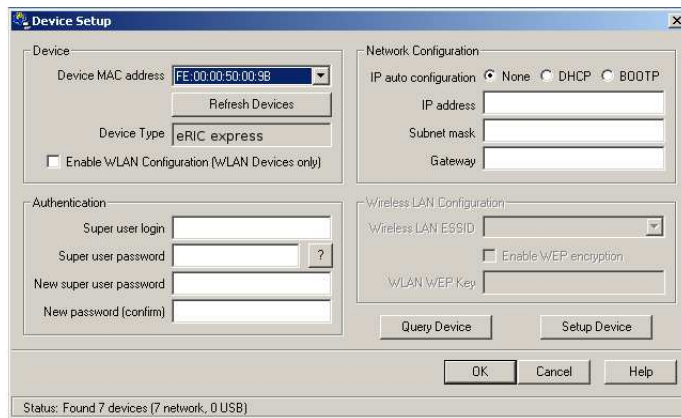 Device Setup
Device
Device MAC address FE:00:00:50:00:9B
Refresh Devices
Device Type eRIC express
Enable WLAN Configuration (WLAN Devices only)
Network Configuration
IP auto configuration None DHCP BOOTP
IP address
Subnet mask
Gateway
Authentication
Super user login
Super user password ?
New super user password
New password (confirm)
Wireless LAN Configuration
Wireless LAN ESSID
Enable WEP encryption
WLAN WEP Key
Query Device Setup Device
OK Cancel Help
Status: Found 7 devices (7 network, 0 USB)